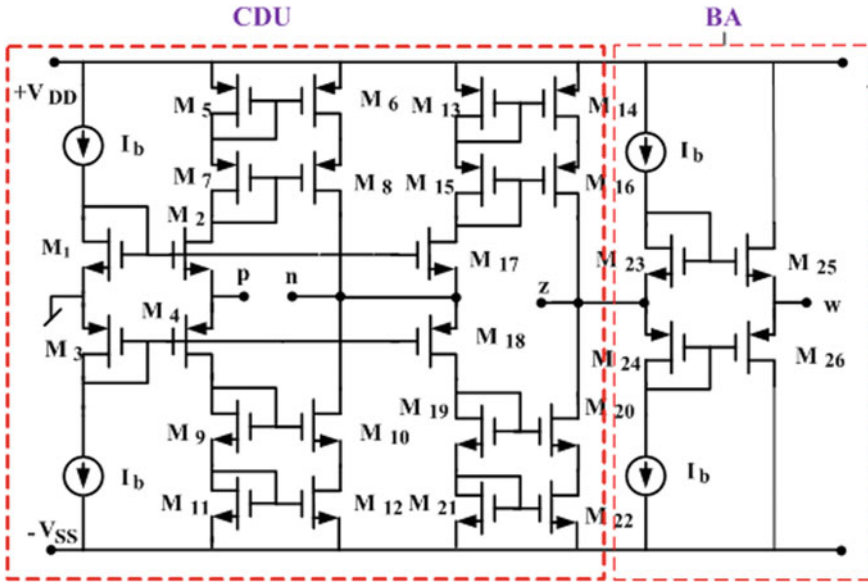 CDU BA
+V DD
M 5 M 6 M 13 M 14
I b I b
M 7 M 8 M 15 M 16
M 2
M 1 M 17 M 23 M 25
p n z w
M 4
M 3 M 18 M 24 M 26
M 9 M 10 M 19 M 20
I b I b
M 11 M 12 M 21 M 22
-V SS